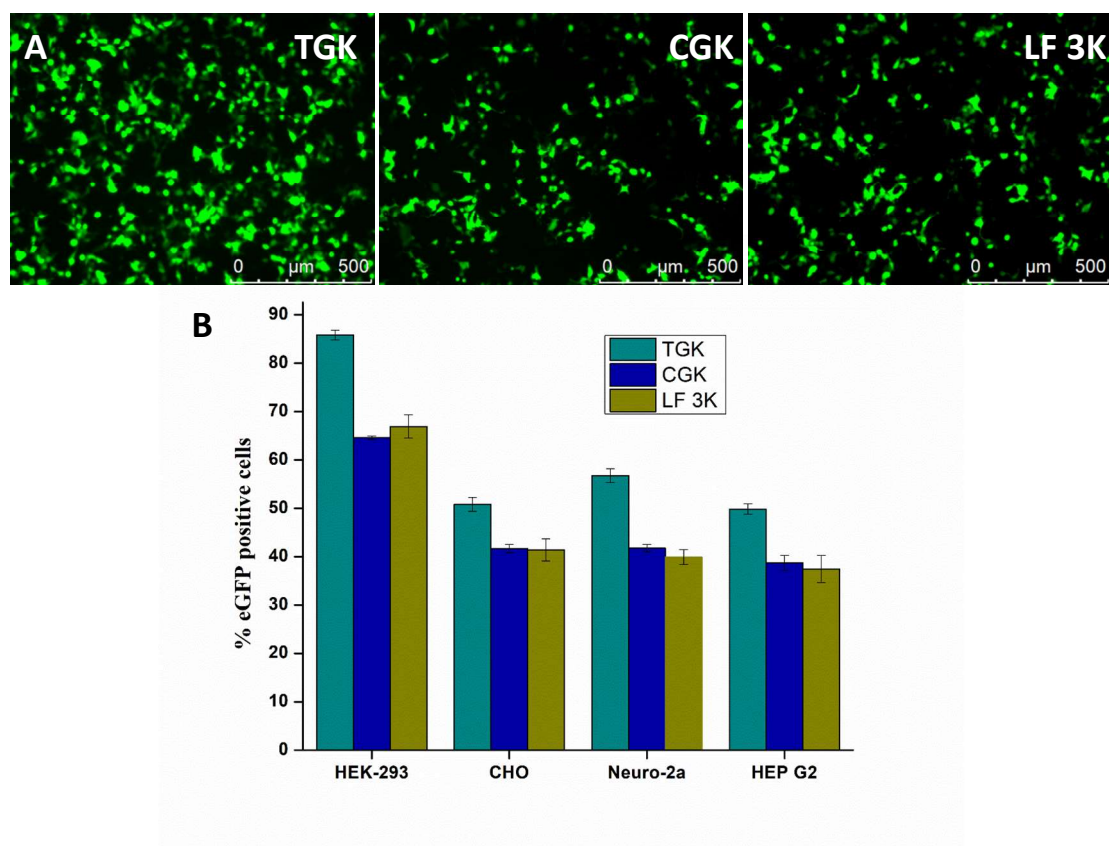 A TGK CGK LF 3K
0 µm 500 0 µm 500 0 µm 500
B
90
80
70
60
50
40
30
20
10
0
% eGFP positive cells
TGK
CGK
LF 3K
HEK-293 CHO Neuro-2a HEP G2